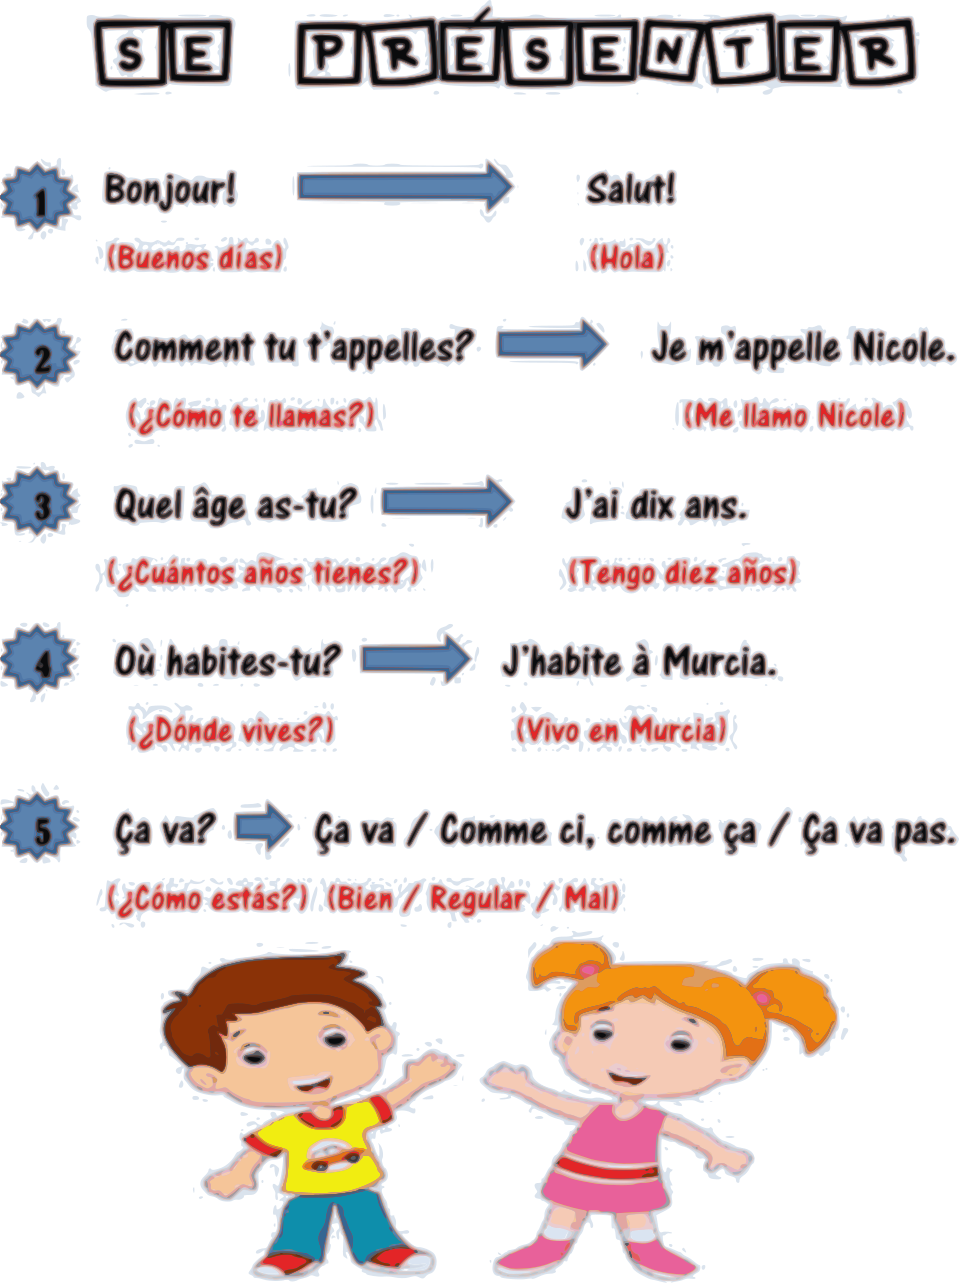 SE PRÉSENTER
1 Bonjour! Salut!
(Buenos días) (Hola)
2 Comment tu t'appelles? Je m'appelle Nicole.
(¿Cómo te llamas?) (Me llamo Nicole)
3 Quel âge as-tu? J'ai dix ans.
(¿Cuántos años tienes?) (Tengo diez años)
4 Où habites-tu? J'habite à Murcia.
(¿Dónde vives?) (Vivo en Murcia)
5 Ça va? Ça va / Comme ci, comme ça / Ça va pas.
(¿Cómo estás?) (Bien / Regular / Mal)